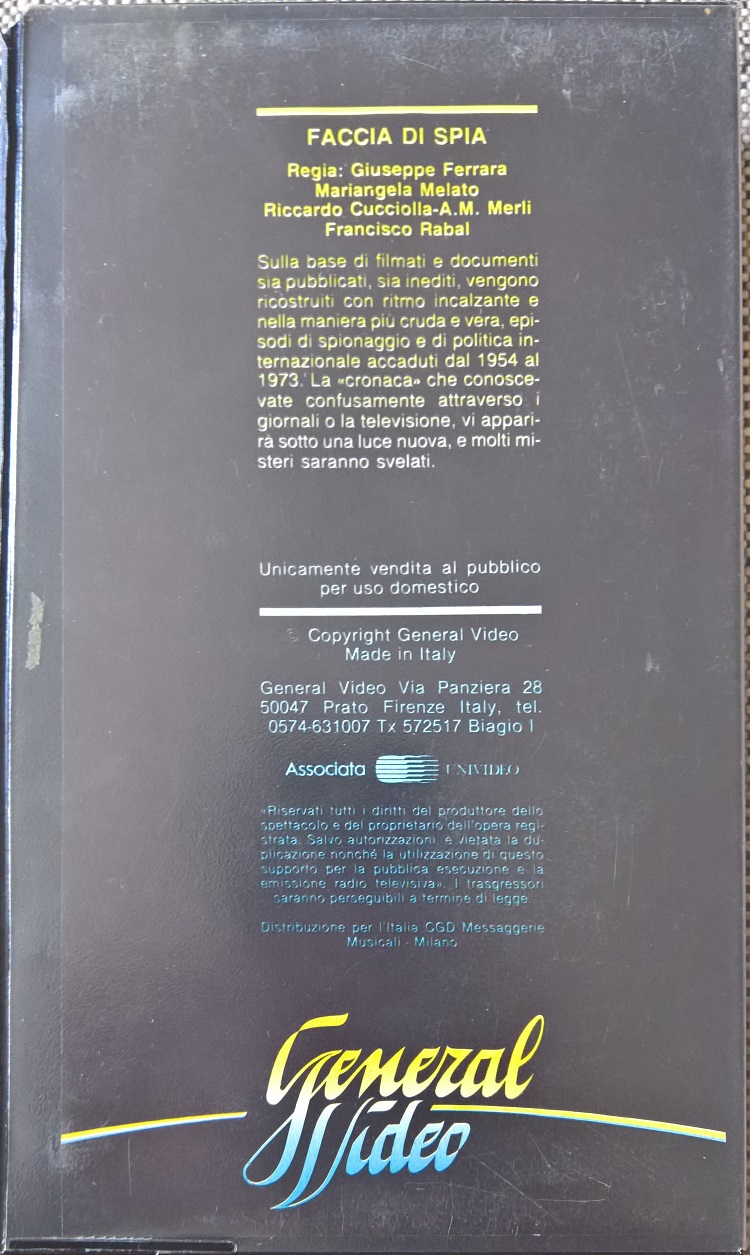 FACCIA DI SPIA
Regia: Giuseppe Ferrara
Mariangela Melato
Riccardo Cucciolla-A.M. Merli
Francisco Rabal
Sulla base di filmati e documenti
sia pubblicati, sia inediti, vengono
ricostruiti con ritmo incalzante e
nella maniera più cruda e vera, epi-
sodi di spionaggio e di politica in-
ternazionale accaduti dal 1954 al
1973. La «cronaca» che conosce-
vate confusamente attraverso i
giornali o la televisione, vi appari-
rà sotto una luce nuova, e molti mi-
steri saranno svelati.
Unicamente vendita al pubblico
per uso domestico
© Copyright General Video
Made in Italy
General Video Via Panziera 28
50047 Prato Firenze Italy, tel.
0574-631007 Tx 572517 Biagio I
Associata UNIVIDEO
«Riservati tutti i diritti del produttore dello
spettacolo e del proprietario dell'opera regi-
strata. Salvo autorizzazioni, e vietata la du-
plicazione nonché la utilizzazione di questo
supporto per la pubblica esecuzione e la
emissione radio televisiva». I trasgressori
saranno perseguibili a termine di legge
Distribuzione per l'Italia CGD Messaggerie
Musicali - Milano
General
Video